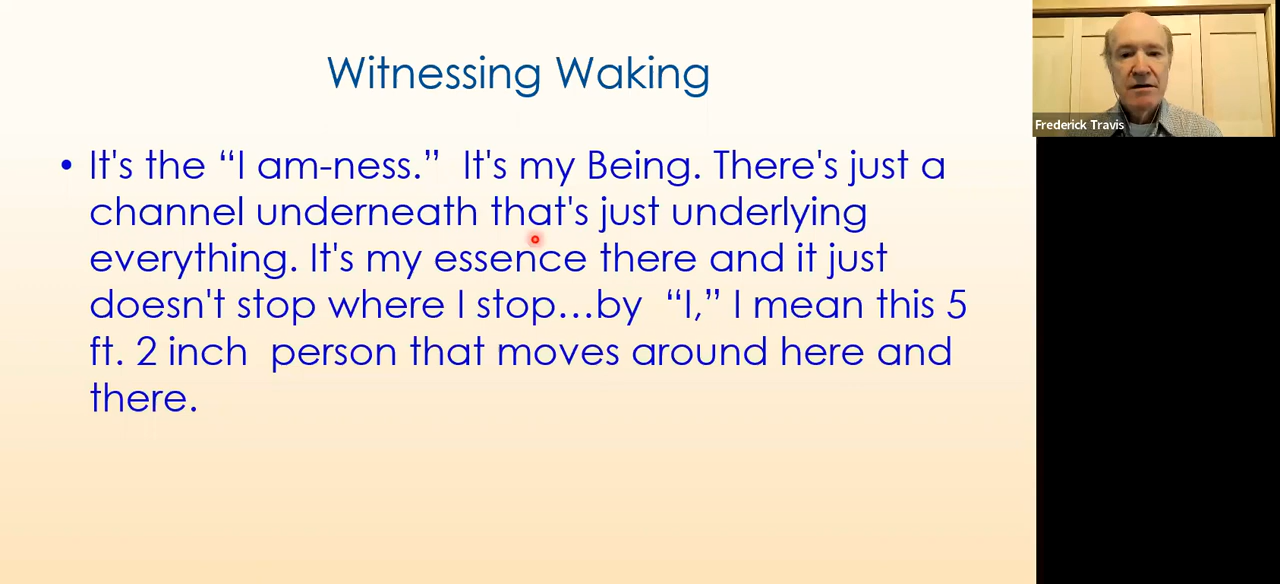 Witnessing Waking
• It's the “I am-ness.”  It's my Being. There's just a
channel underneath that's just underlying
everything. It's my essence there and it just
doesn't stop where I stop…by  “I,” I mean this 5
ft. 2 inch  person that moves around here and
there.
Frederick Travis